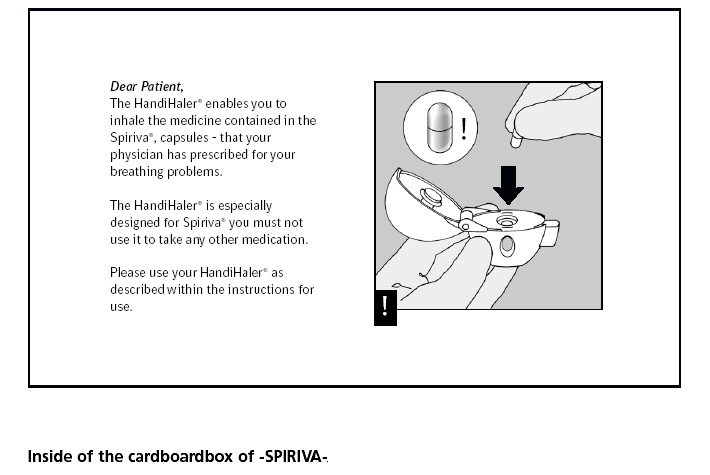 Dear Patient,
The HandiHaler® enables you to
inhale the medicine contained in the
Spiriva®, capsules - that your
physician has prescribed for your
breathing problems.
The HandiHaler® is especially
designed for Spiriva® you must not
use it to take any other medication.
Please use your HandiHaler® as
described within the instructions for
use.
!
!
Inside of the cardboardbox of -SPIRIVA-.